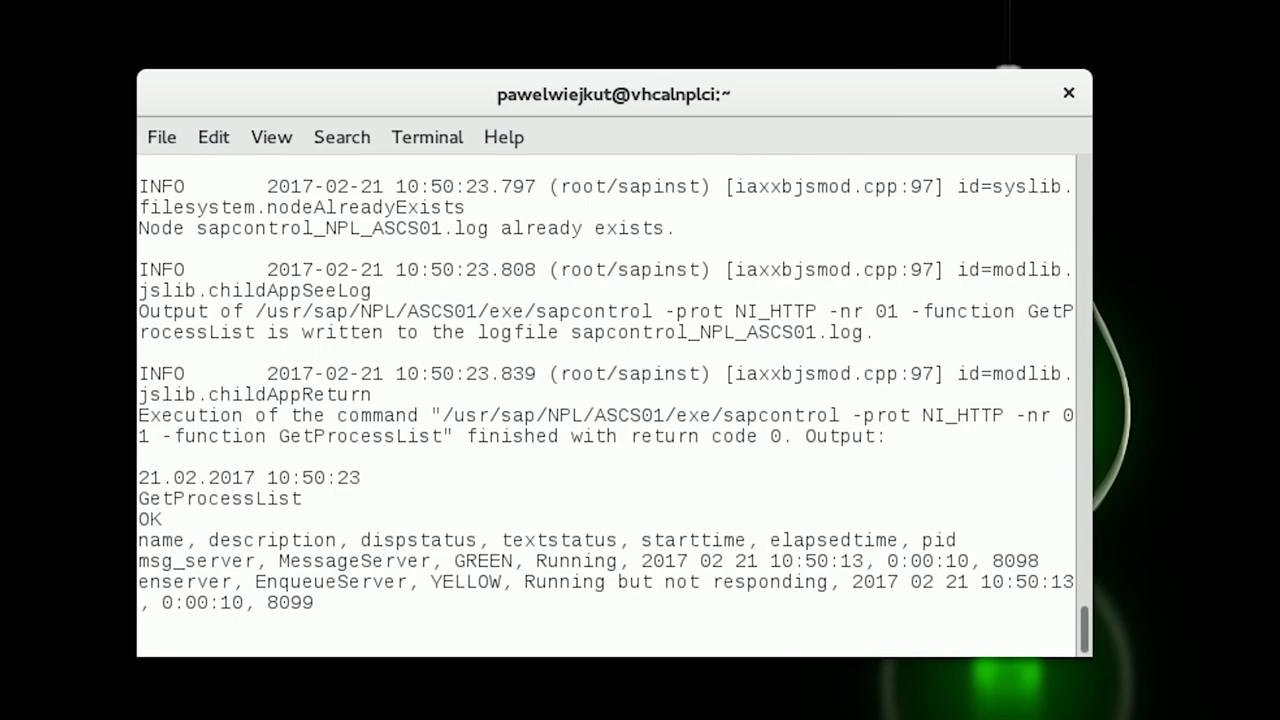 pawelwiejkut@vhcalnplci:~
×
File Edit View Search Terminal Help
INFO       2017-02-21 10:50:23.797 (root/sapinst) [iaxxbjsmod.cpp:97] id=syslib.
filesystem.nodeAlreadyExists
Node sapcontrol_NPL_ASCS01.log already exists.
INFO       2017-02-21 10:50:23.808 (root/sapinst) [iaxxbjsmod.cpp:97] id=modlib.
jslib.childAppSeeLog
Output of /usr/sap/NPL/ASCS01/exe/sapcontrol -prot NI_HTTP -nr 01 -function GetP
rocessList is written to the logfile sapcontrol_NPL_ASCS01.log.
INFO       2017-02-21 10:50:23.839 (root/sapinst) [iaxxbjsmod.cpp:97] id=modlib.
jslib.childAppReturn
Execution of the command "/usr/sap/NPL/ASCS01/exe/sapcontrol -prot NI_HTTP -nr 0
1 -function GetProcessList" finished with return code 0. Output:
21.02.2017 10:50:23
GetProcessList
OK
name, description, dispstatus, textstatus, starttime, elapsedtime, pid
msg_server, MessageServer, GREEN, Running, 2017 02 21 10:50:13, 0:00:10, 8098
enserver, EnqueueServer, YELLOW, Running but not responding, 2017 02 21 10:50:13
, 0:00:10, 8099